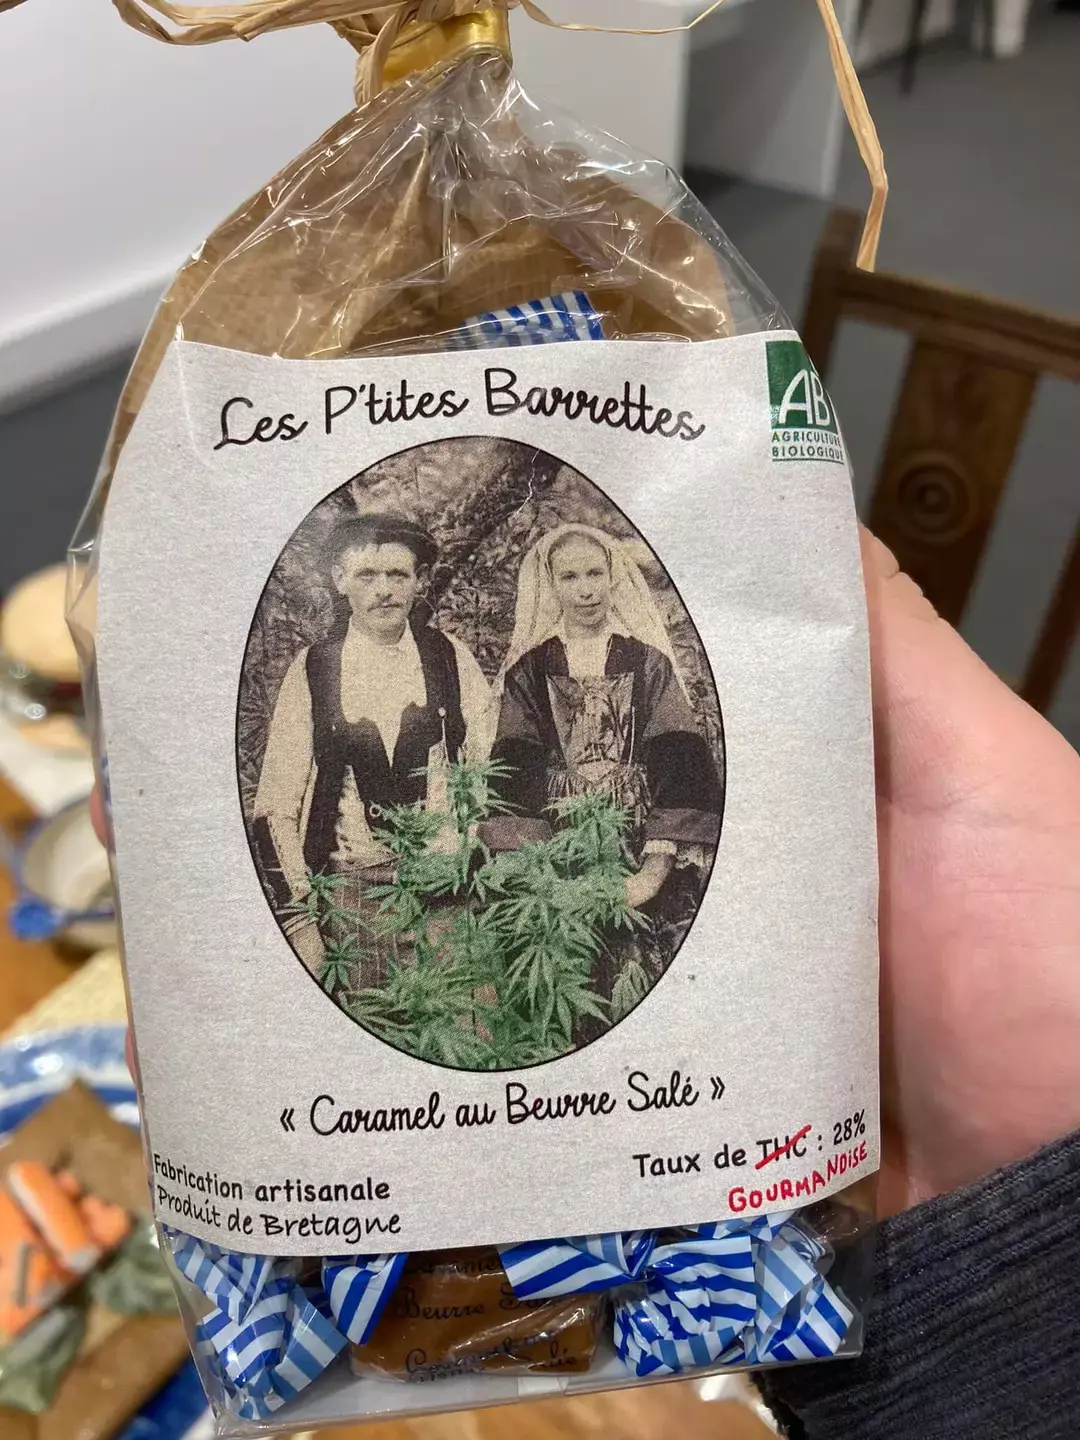 Les P'tites Barrettes
AB
AGRICULTURE
BIOLOGIQUE
« Caramel au Beurre Salé »
Taux de THC : 28%
GOURMANDISE
Fabrication artisanale
Produit de Bretagne
Beurre